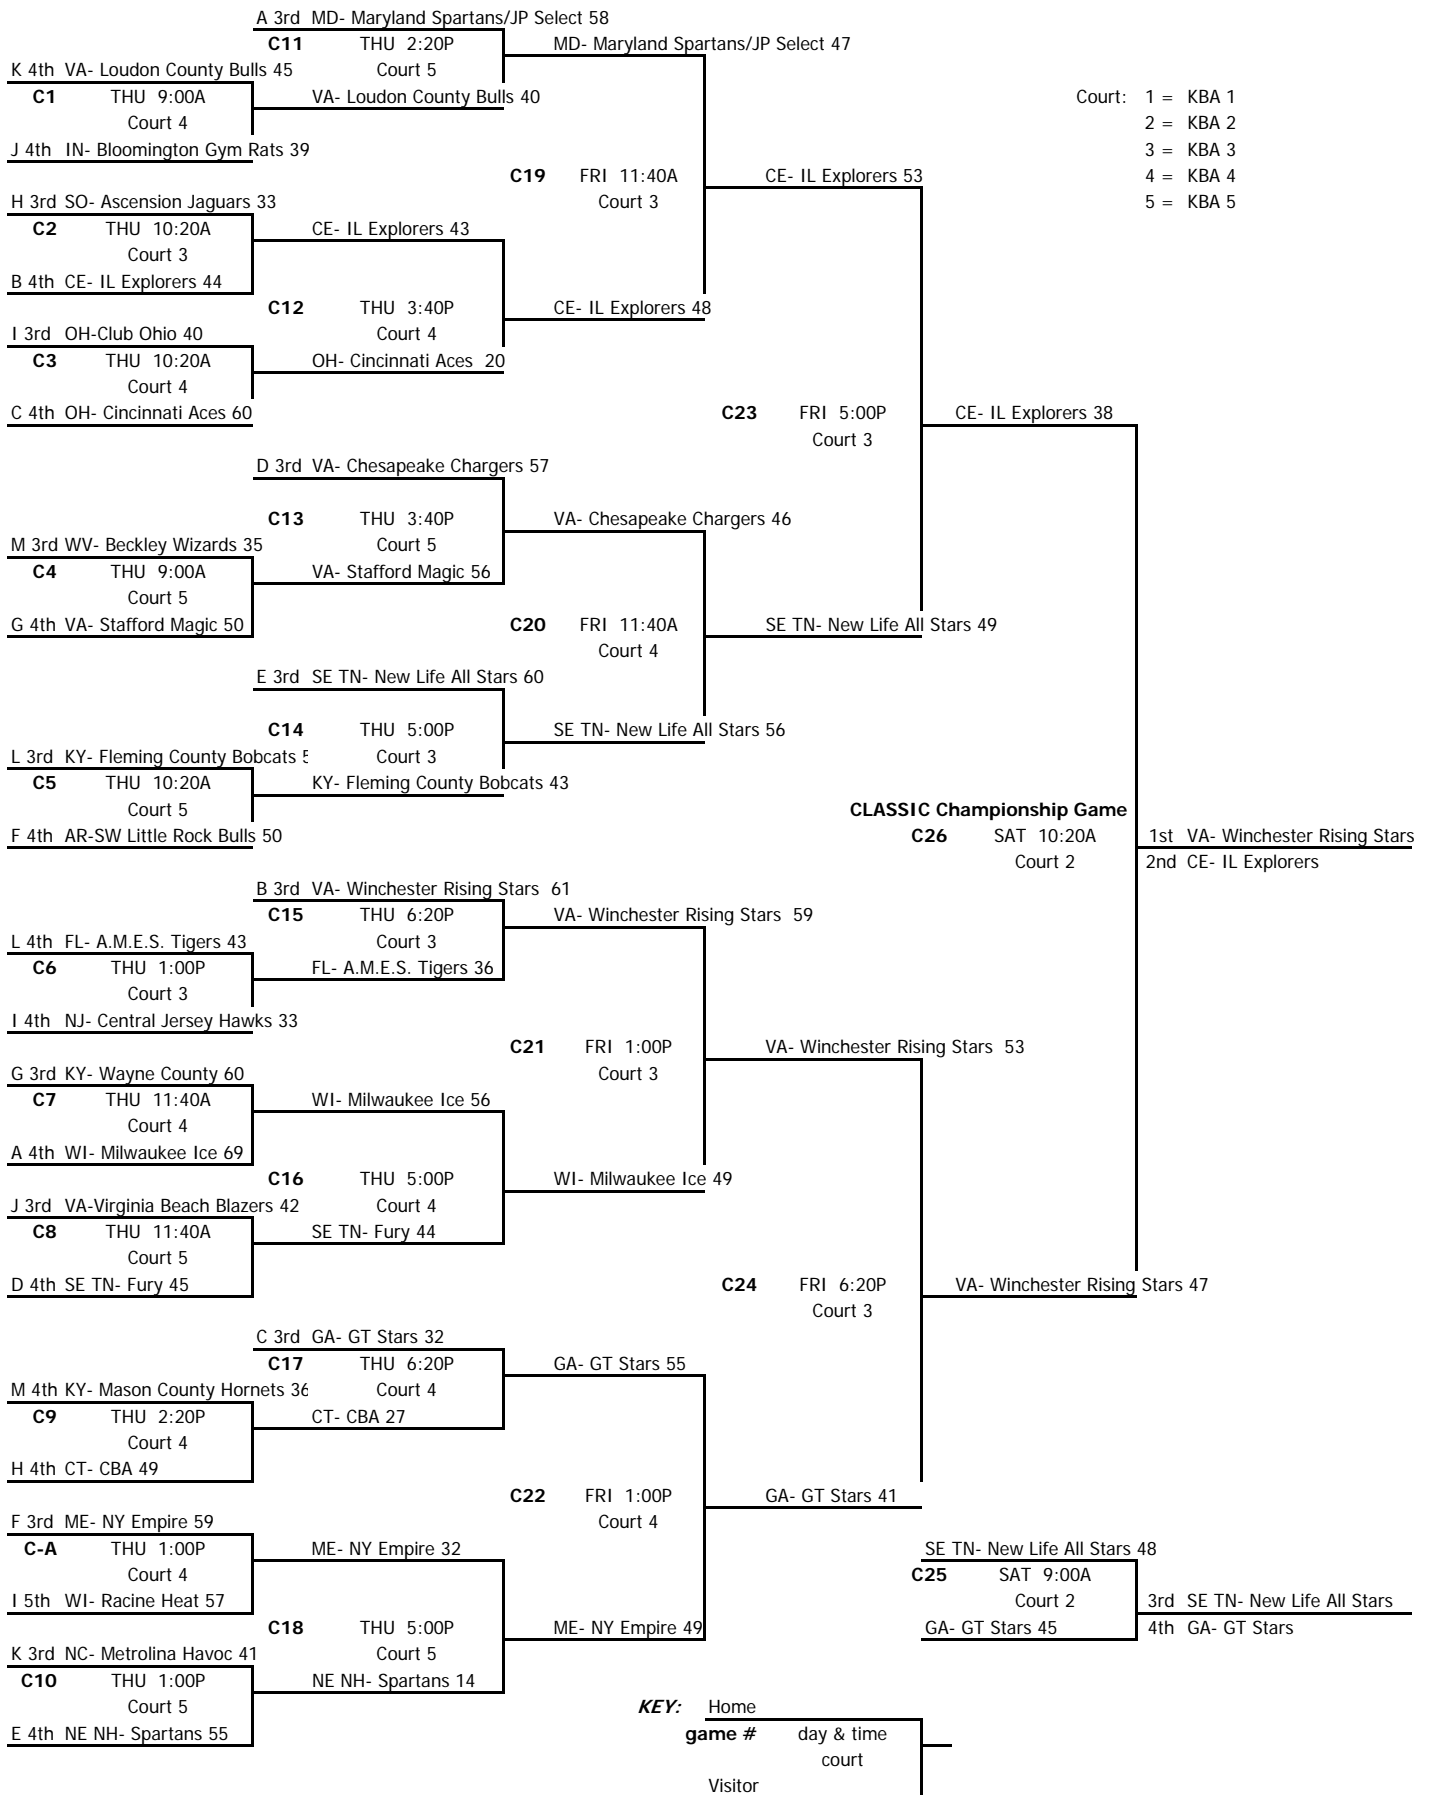 A 3rd MD- Maryland Spartans/JP Select 58
C11 THU 2:20P MD- Maryland Spartans/JP Select 47
K 4th VA- Loudon County Bulls 45 Court 5
C1 THU 9:00A VA- Loudon County Bulls 40 Court: 1 = KBA 1
Court 4 2 = KBA 2
J 4th IN- Bloomington Gym Rats 39 3 = KBA 3
C19 FRI 11:40A CE- IL Explorers 53 4 = KBA 4
H 3rd SO- Ascension Jaguars 33 Court 3 5 = KBA 5
C2 THU 10:20A CE- IL Explorers 43
Court 3
B 4th CE- IL Explorers 44
C12 THU 3:40P CE- IL Explorers 48
I 3rd OH-Club Ohio 40 Court 4
C3 THU 10:20A OH- Cincinnati Aces 20
Court 4
C 4th OH- Cincinnati Aces 60 C23 FRI 5:00P CE- IL Explorers 38
Court 3
D 3rd VA- Chesapeake Chargers 57
C13 THU 3:40P VA- Chesapeake Chargers 46
M 3rd WV- Beckley Wizards 35 Court 5
C4 THU 9:00A VA- Stafford Magic 56
Court 5
G 4th VA- Stafford Magic 50 C20 FRI 11:40A SE TN- New Life All Stars 49
Court 4
E 3rd SE TN- New Life All Stars 60
C14 THU 5:00P SE TN- New Life All Stars 56
L 3rd KY- Fleming County Bobcats Court 3
C5 THU 10:20A KY- Fleming County Bobcats 43
Court 5 CLASSIC Championship Game
F 4th AR-SW Little Rock Bulls 50 C26 SAT 10:20A 1st VA- Winchester Rising Stars
Court 2 2nd CE- IL Explorers
B 3rd VA- Winchester Rising Stars 61
C15 THU 6:20P VA- Winchester Rising Stars 59
L 4th FL- A.M.E.S. Tigers 43 Court 3
C6 THU 1:00P FL- A.M.E.S. Tigers 36
Court 3
I 4th NJ- Central Jersey Hawks 33
C21 FRI 1:00P VA- Winchester Rising Stars 53
G 3rd KY- Wayne County 60 Court 3
C7 THU 11:40A WI- Milwaukee Ice 56
Court 4
A 4th WI- Milwaukee Ice 69
C16 THU 5:00P WI- Milwaukee Ice 49
J 3rd VA-Virginia Beach Blazers 42 Court 4
C8 THU 11:40A SE TN- Fury 44
Court 5
D 4th SE TN- Fury 45 C24 FRI 6:20P VA- Winchester Rising Stars 47
Court 3
C 3rd GA- GT Stars 32
C17 THU 6:20P GA- GT Stars 55
M 4th KY- Mason County Hornets 36 Court 4
C9 THU 2:20P CT- CBA 27
Court 4
H 4th CT- CBA 49
C22 FRI 1:00P GA- GT Stars 41
F 3rd ME- NY Empire 59 Court 4
C-A THU 1:00P ME- NY Empire 32 SE TN- New Life All Stars 48
Court 4 C25 SAT 9:00A
I 5th WI- Racine Heat 57 Court 2 3rd SE TN- New Life All Stars
C18 THU 5:00P ME- NY Empire 49 GA- GT Stars 45 4th GA- GT Stars
K 3rd NC- Metrolina Havoc 41 Court 5
C10 THU 1:00P NE NH- Spartans 14
Court 5 KEY: Home
E 4th NE NH- Spartans 55 game # day & time
court
Visitor